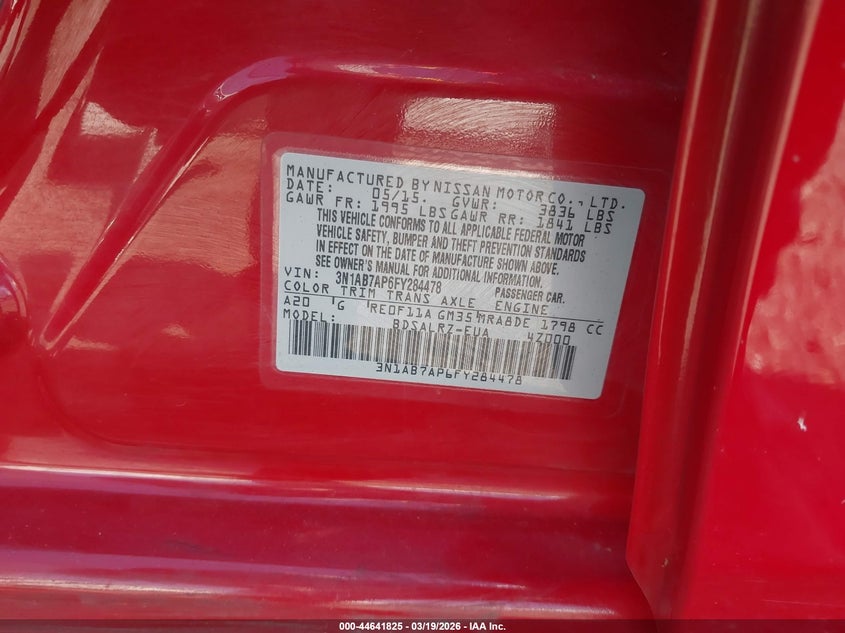 MANUFACTURED BY NISSAN MOTOR CO., LTD.
DATE: 05/15. GVWR: 3836 LBS
GAWR FR: 1995 LBS GAWR RR: 1841 LBS
THIS VEHICLE CONFORMS TO ALL APPLICABLE FEDERAL MOTOR
VEHICLE SAFETY, BUMPER AND THEFT PREVENTION STANDARDS
IN EFFECT ON THE DATE OF MANUFACTURE SHOWN ABOVE.
SEE OWNER'S MANUAL FOR ADDITIONAL INFORMATION.
VIN: 3N1AB7AP6FY284478 PASSENGER CAR.
COLOR TRIM TRANS AXLE ENGINE
A20 G RE0F11A GM35 MRA8DE 1798 CC
MODEL: BDSALRZ-EUA 4Z000
3N1AB7AP6FY284478
000-44641825 - 03/19/2026 - IAA Inc.